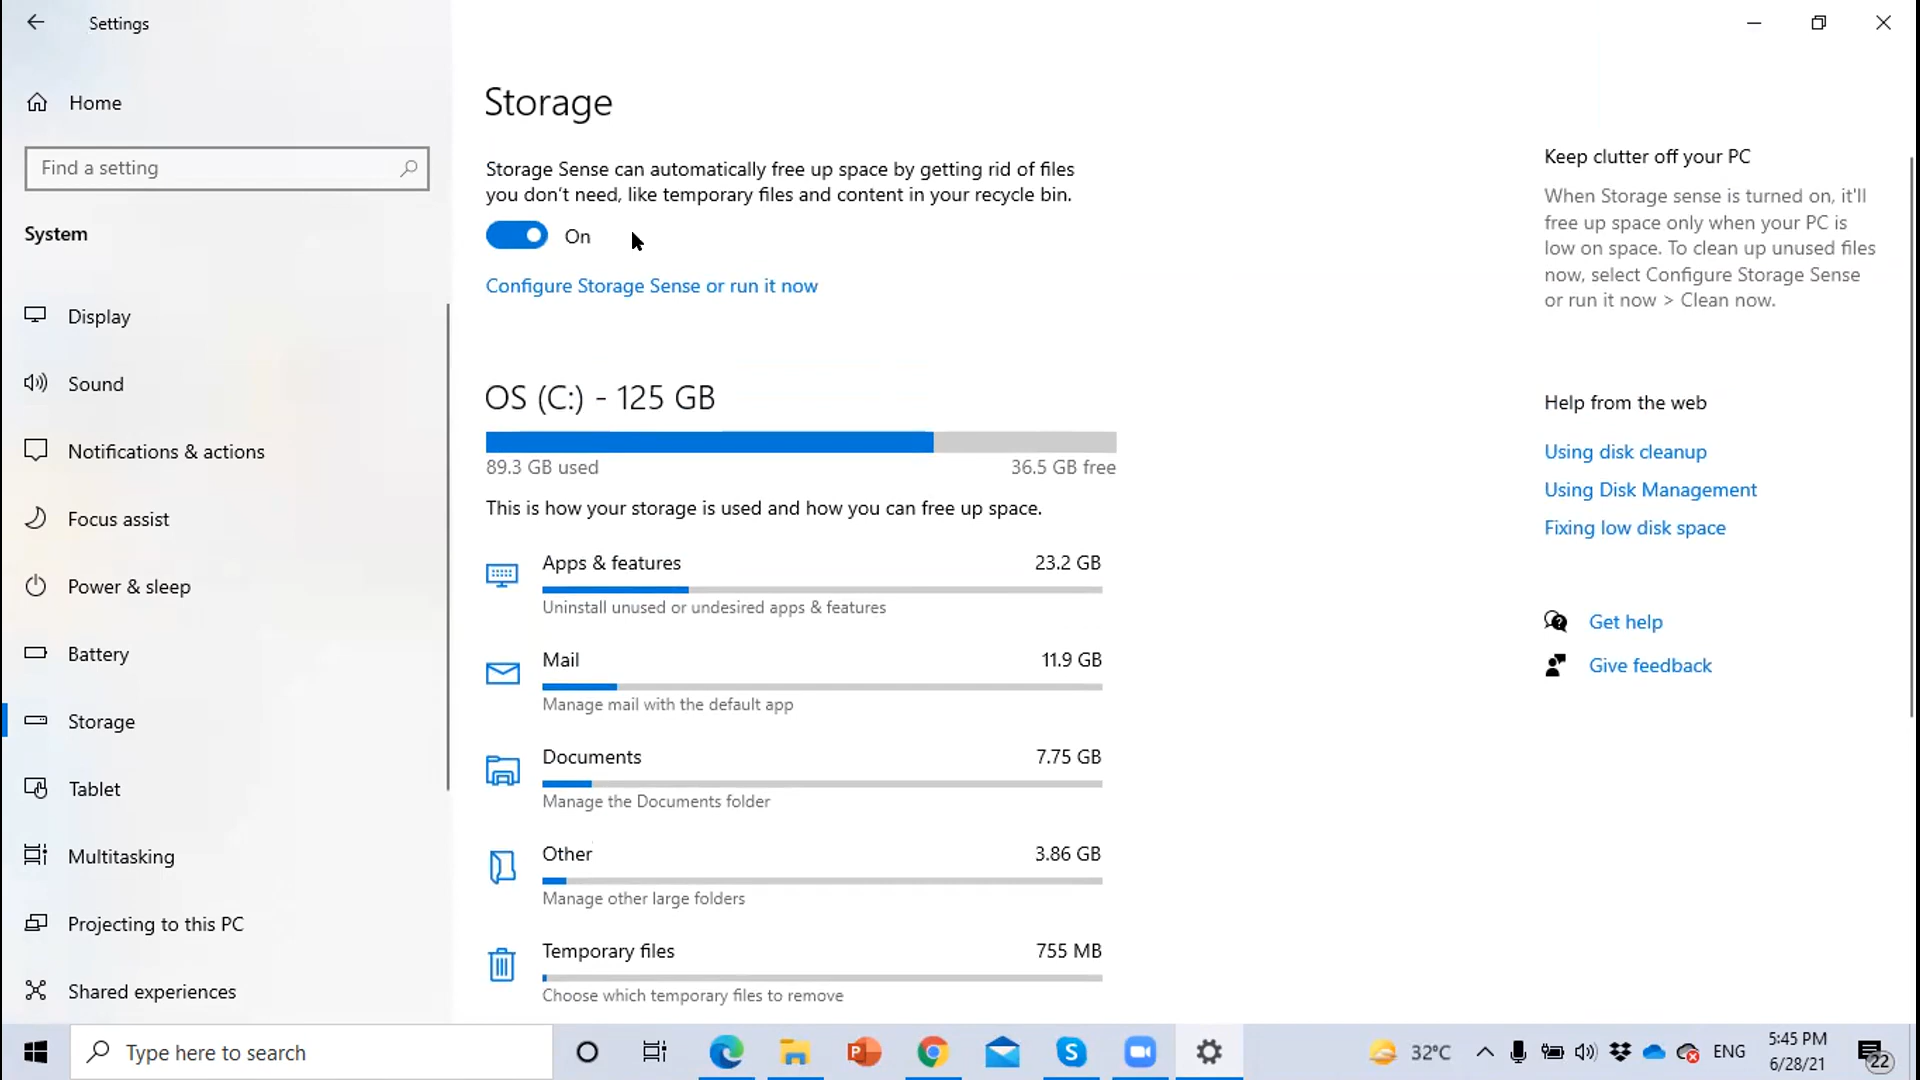 Settings
Home
Find a setting
System
Display
Sound
Notifications & actions
Focus assist
Power & sleep
Battery
Storage
Tablet
Multitasking
Projecting to this PC
Shared experiences
Storage
Storage Sense can automatically free up space by getting rid of files
you don't need, like temporary files and content in your recycle bin.
On
Configure Storage Sense or run it now
OS (C:) - 125 GB
89.3 GB used
36.5 GB free
This is how your storage is used and how you can free up space.
Apps & features 23.2 GB
Uninstall unused or undesired apps & features
Mail 11.9 GB
Manage mail with the default app
Documents 7.75 GB
Manage the Documents folder
Other 3.86 GB
Manage other large folders
Temporary files 755 MB
Choose which temporary files to remove
Keep clutter off your PC
When Storage sense is turned on, it'll
free up space only when your PC is
low on space. To clean up unused files
now, select Configure Storage Sense
or run it now > Clean now.
Help from the web
Using disk cleanup
Using Disk Management
Fixing low disk space
Get help
Give feedback
Type here to search
32°C
ENG
5:45 PM
6/28/21
22